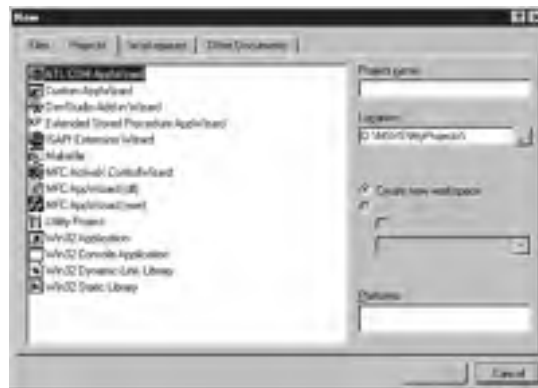 New
Files
Projects
Workspaces
Other Documents
ATL COM AppWizard
Custom AppWizard
DevStudio Add-in Wizard
Extended Stored Procedure AppWizard
ISAPI Extension Wizard
Makefile
MFC ActiveX ControlWizard
MFC AppWizard (dll)
MFC AppWizard (exe)
Utility Project
Win32 Application
Win32 Console Application
Win32 Dynamic-Link Library
Win32 Static Library
Project name:
Location:
Create new workspace
Platforms:
Cancel